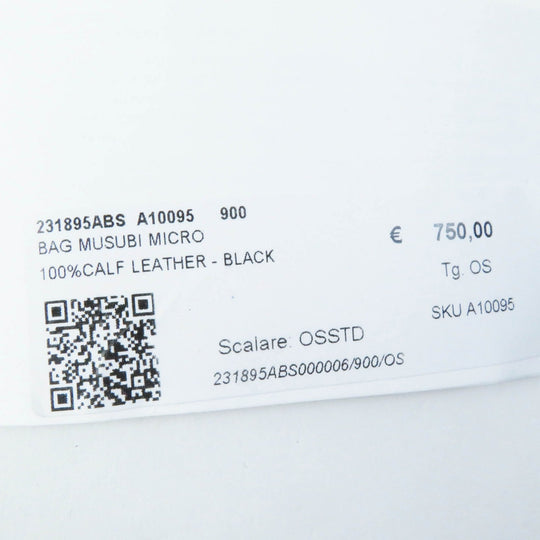 231895ABS A10095 900
BAG MUSUBI MICRO
€ 750,00
100%CALF LEATHER - BLACK
Tg. OS
SKU A10095
Scalare: OSSTD
231895ABS000006/900/OS